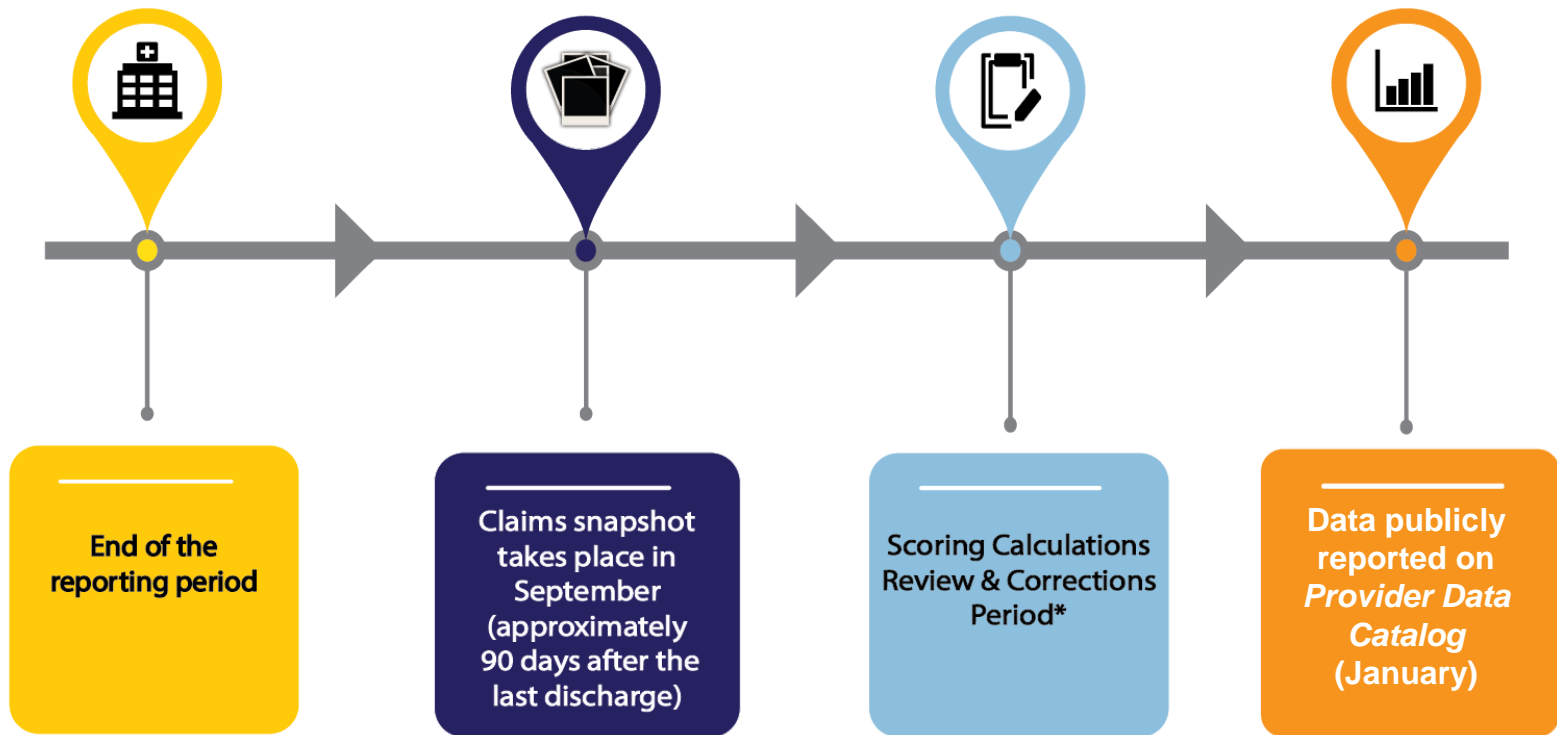 End of the
reporting period
Claims snapshot
takes place in
September
(approximately
90 days after the
last discharge)
Scoring Calculations
Review & Corrections
Period*
Data publicly
reported on
Provider Data
Catalog
(January)